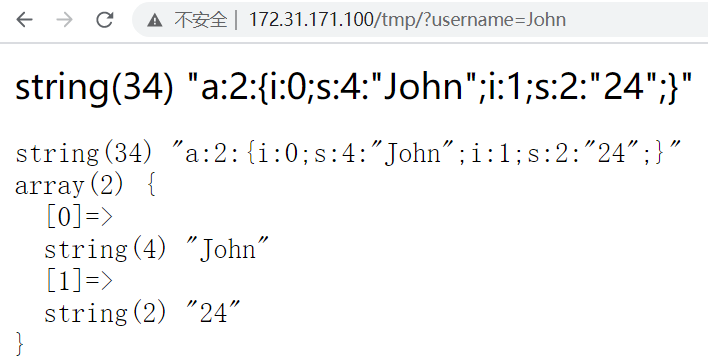 不安全 | 172.31.171.100/tmp/?username=John
string(34) "a:2:{i:0;s:4:"John";i:1;s:2:"24";}"
string(34) "a:2:{i:0;s:4:"John";i:1;s:2:"24";}"
array(2) {
  [0]=>
  string(4) "John"
  [1]=>
  string(2) "24"
}